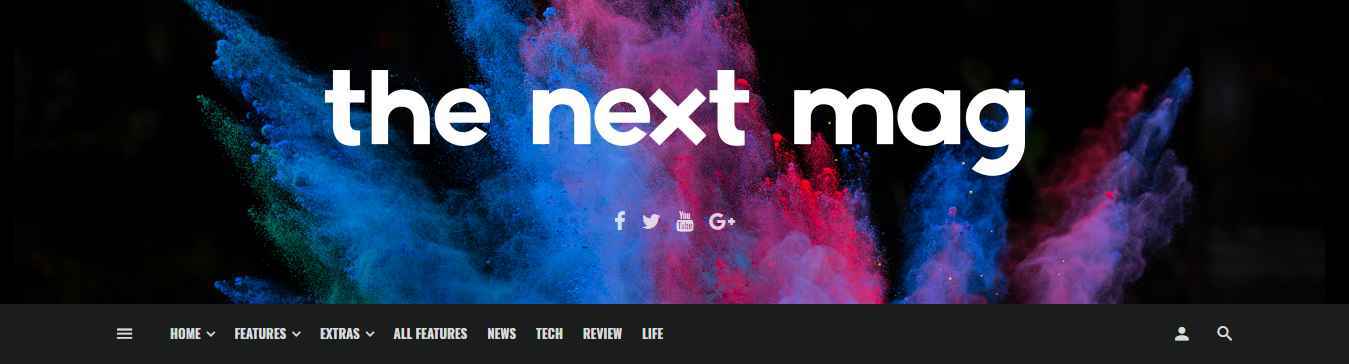 the next mag
f You Tube G+
HOME FEATURES EXTRAS ALL FEATURES NEWS TECH REVIEW LIFE